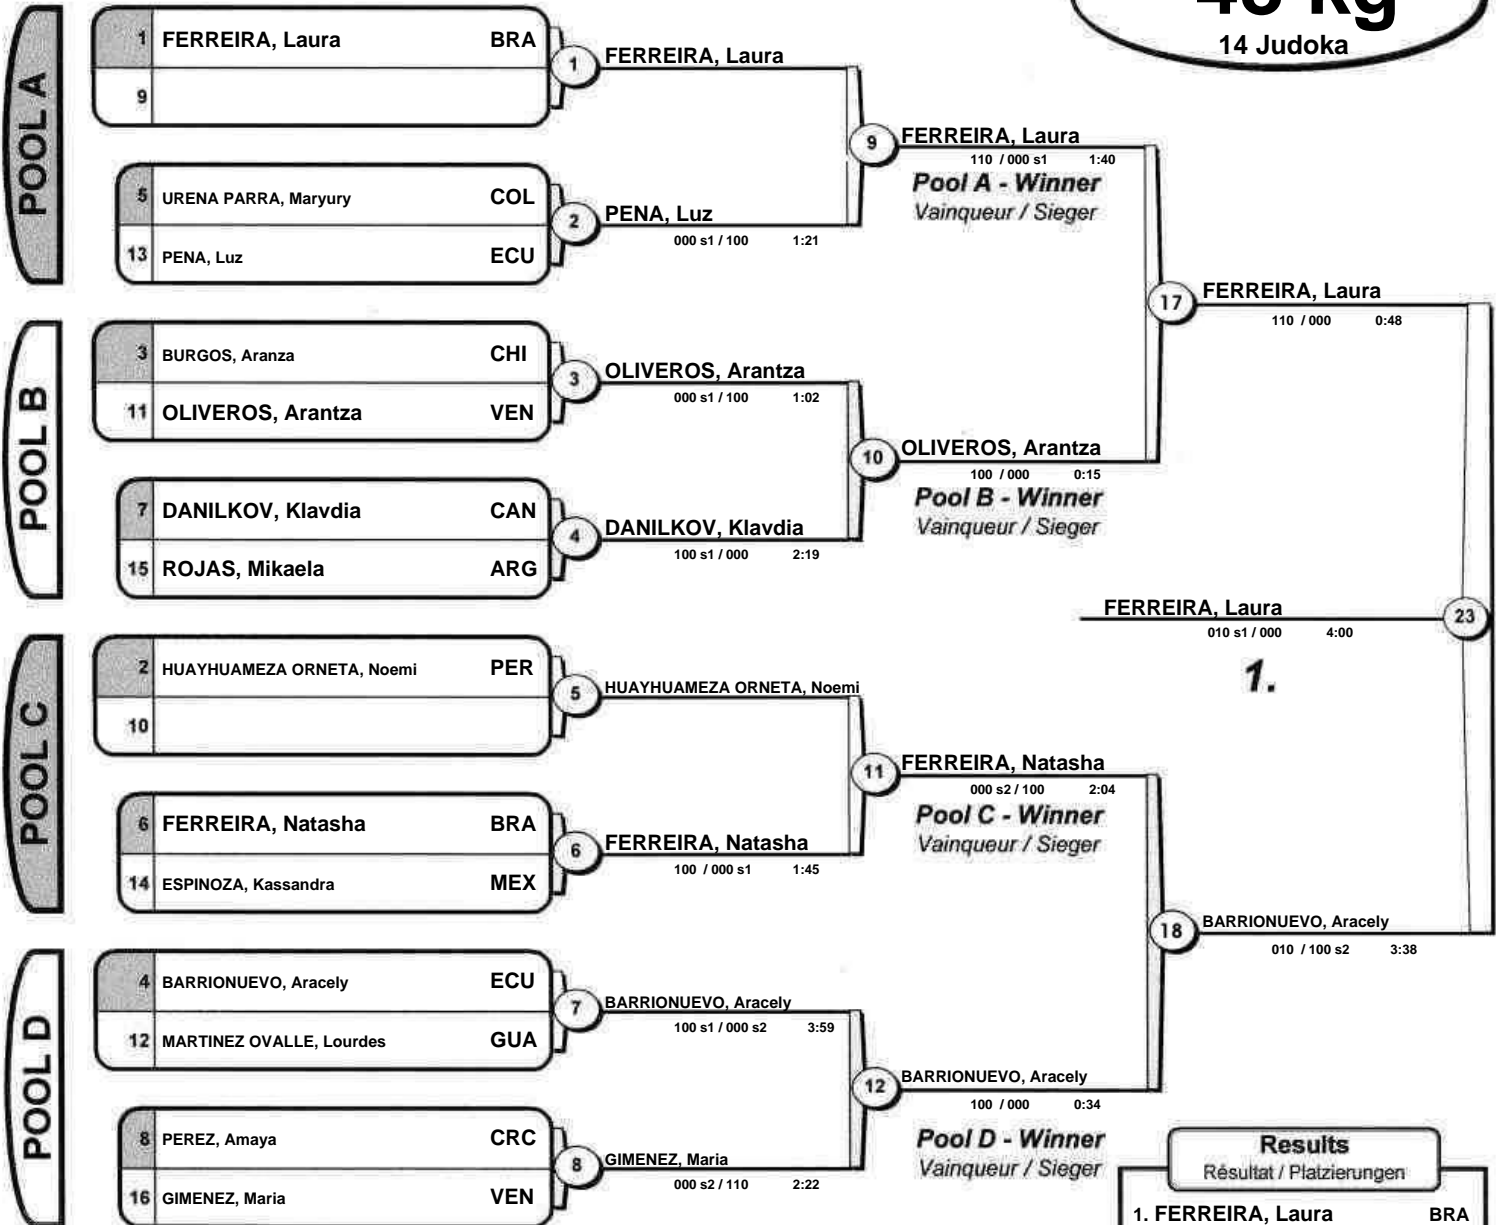 14 Judoka
POOL A
1 FERREIRA, Laura BRA
9
5 URENA PARRA, Maryury COL
13 PENA, Luz ECU
1 FERREIRA, Laura
2 PENA, Luz
000 s1 / 100 1:21
9 FERREIRA, Laura
110 / 000 s1 1:40
Pool A - Winner
Vainqueur / Sieger
POOL B
3 BURGOS, Aranza CHI
11 OLIVEROS, Arantza VEN
7 DANILKOV, Klavdia CAN
15 ROJAS, Mikaela ARG
3 OLIVEROS, Arantza
000 s1 / 100 1:02
4 DANILKOV, Klavdia
100 s1 / 000 2:19
10 OLIVEROS, Arantza
100 / 000 0:15
Pool B - Winner
Vainqueur / Sieger
17 FERREIRA, Laura
110 / 000 0:48
FERREIRA, Laura 23
010 s1 / 000 4:00
1.
POOL C
2 HUAYHUAMEZA ORNETA, Noemi PER
10
6 FERREIRA, Natasha BRA
14 ESPINOZA, Kassandra MEX
5 HUAYHUAMEZA ORNETA, Noemi
6 FERREIRA, Natasha
100 / 000 s1 1:45
11 FERREIRA, Natasha
000 s2 / 100 2:04
Pool C - Winner
Vainqueur / Sieger
POOL D
4 BARRIONUEVO, Aracely ECU
12 MARTINEZ OVALLE, Lourdes GUA
8 PEREZ, Amaya CRC
16 GIMENEZ, Maria VEN
7 BARRIONUEVO, Aracely
100 s1 / 000 s2 3:59
8 GIMENEZ, Maria
000 s2 / 110 2:22
12 BARRIONUEVO, Aracely
100 / 000 0:34
Pool D - Winner
Vainqueur / Sieger
18 BARRIONUEVO, Aracely
010 / 100 s2 3:38
Results
Résultat / Platzierungen
1. FERREIRA, Laura BRA